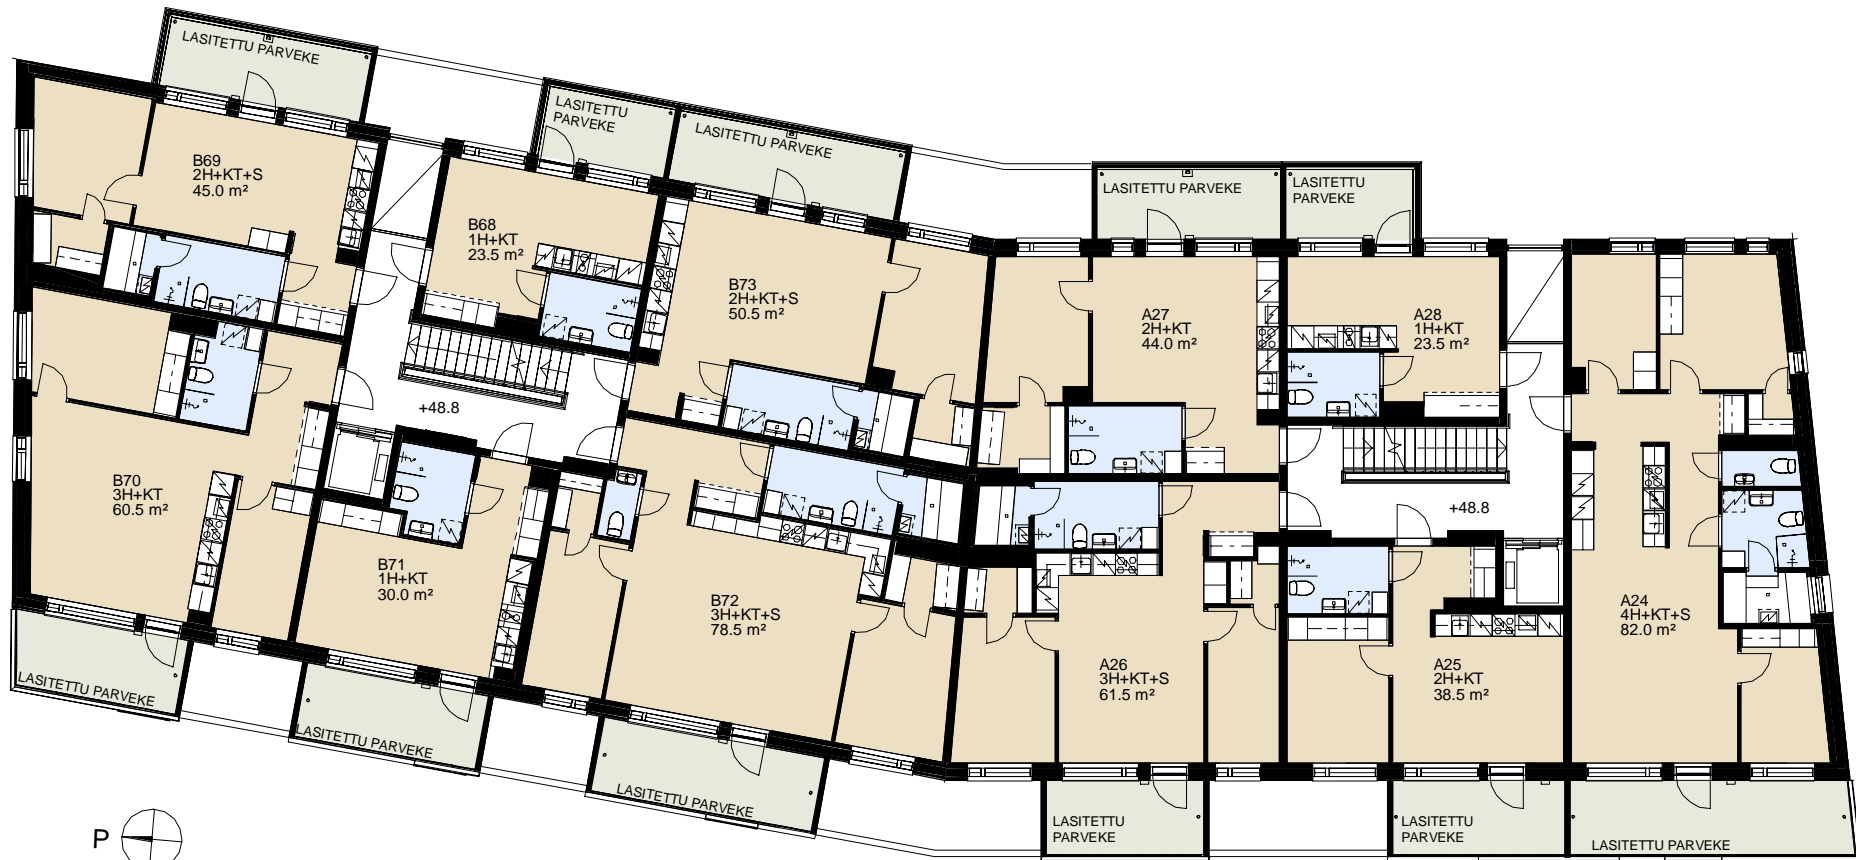 LASITETTU PARVEKE
LASITETTU
PARVEKE
LASITETTU PARVEKE
B69
2H+KT+S
45.0 m²
B68
1H+KT
23.5 m²
B73
2H+KT+S
50.5 m²
LASITETTU PARVEKE
LASITETTU
PARVEKE
A27
2H+KT
44.0 m²
A28
1H+KT
23.5 m²
+48.8
B70
3H+KT
60.5 m²
B71
1H+KT
30.0 m²
B72
3H+KT+S
78.5 m²
+48.8
A26
3H+KT+S
61.5 m²
A25
2H+KT
38.5 m²
A24
4H+KT+S
82.0 m²
LASITETTU PARVEKE
LASITETTU PARVEKE
LASITETTU PARVEKE
LASITETTU
PARVEKE
LASITETTU
PARVEKE
LASITETTU PARVEKE
P